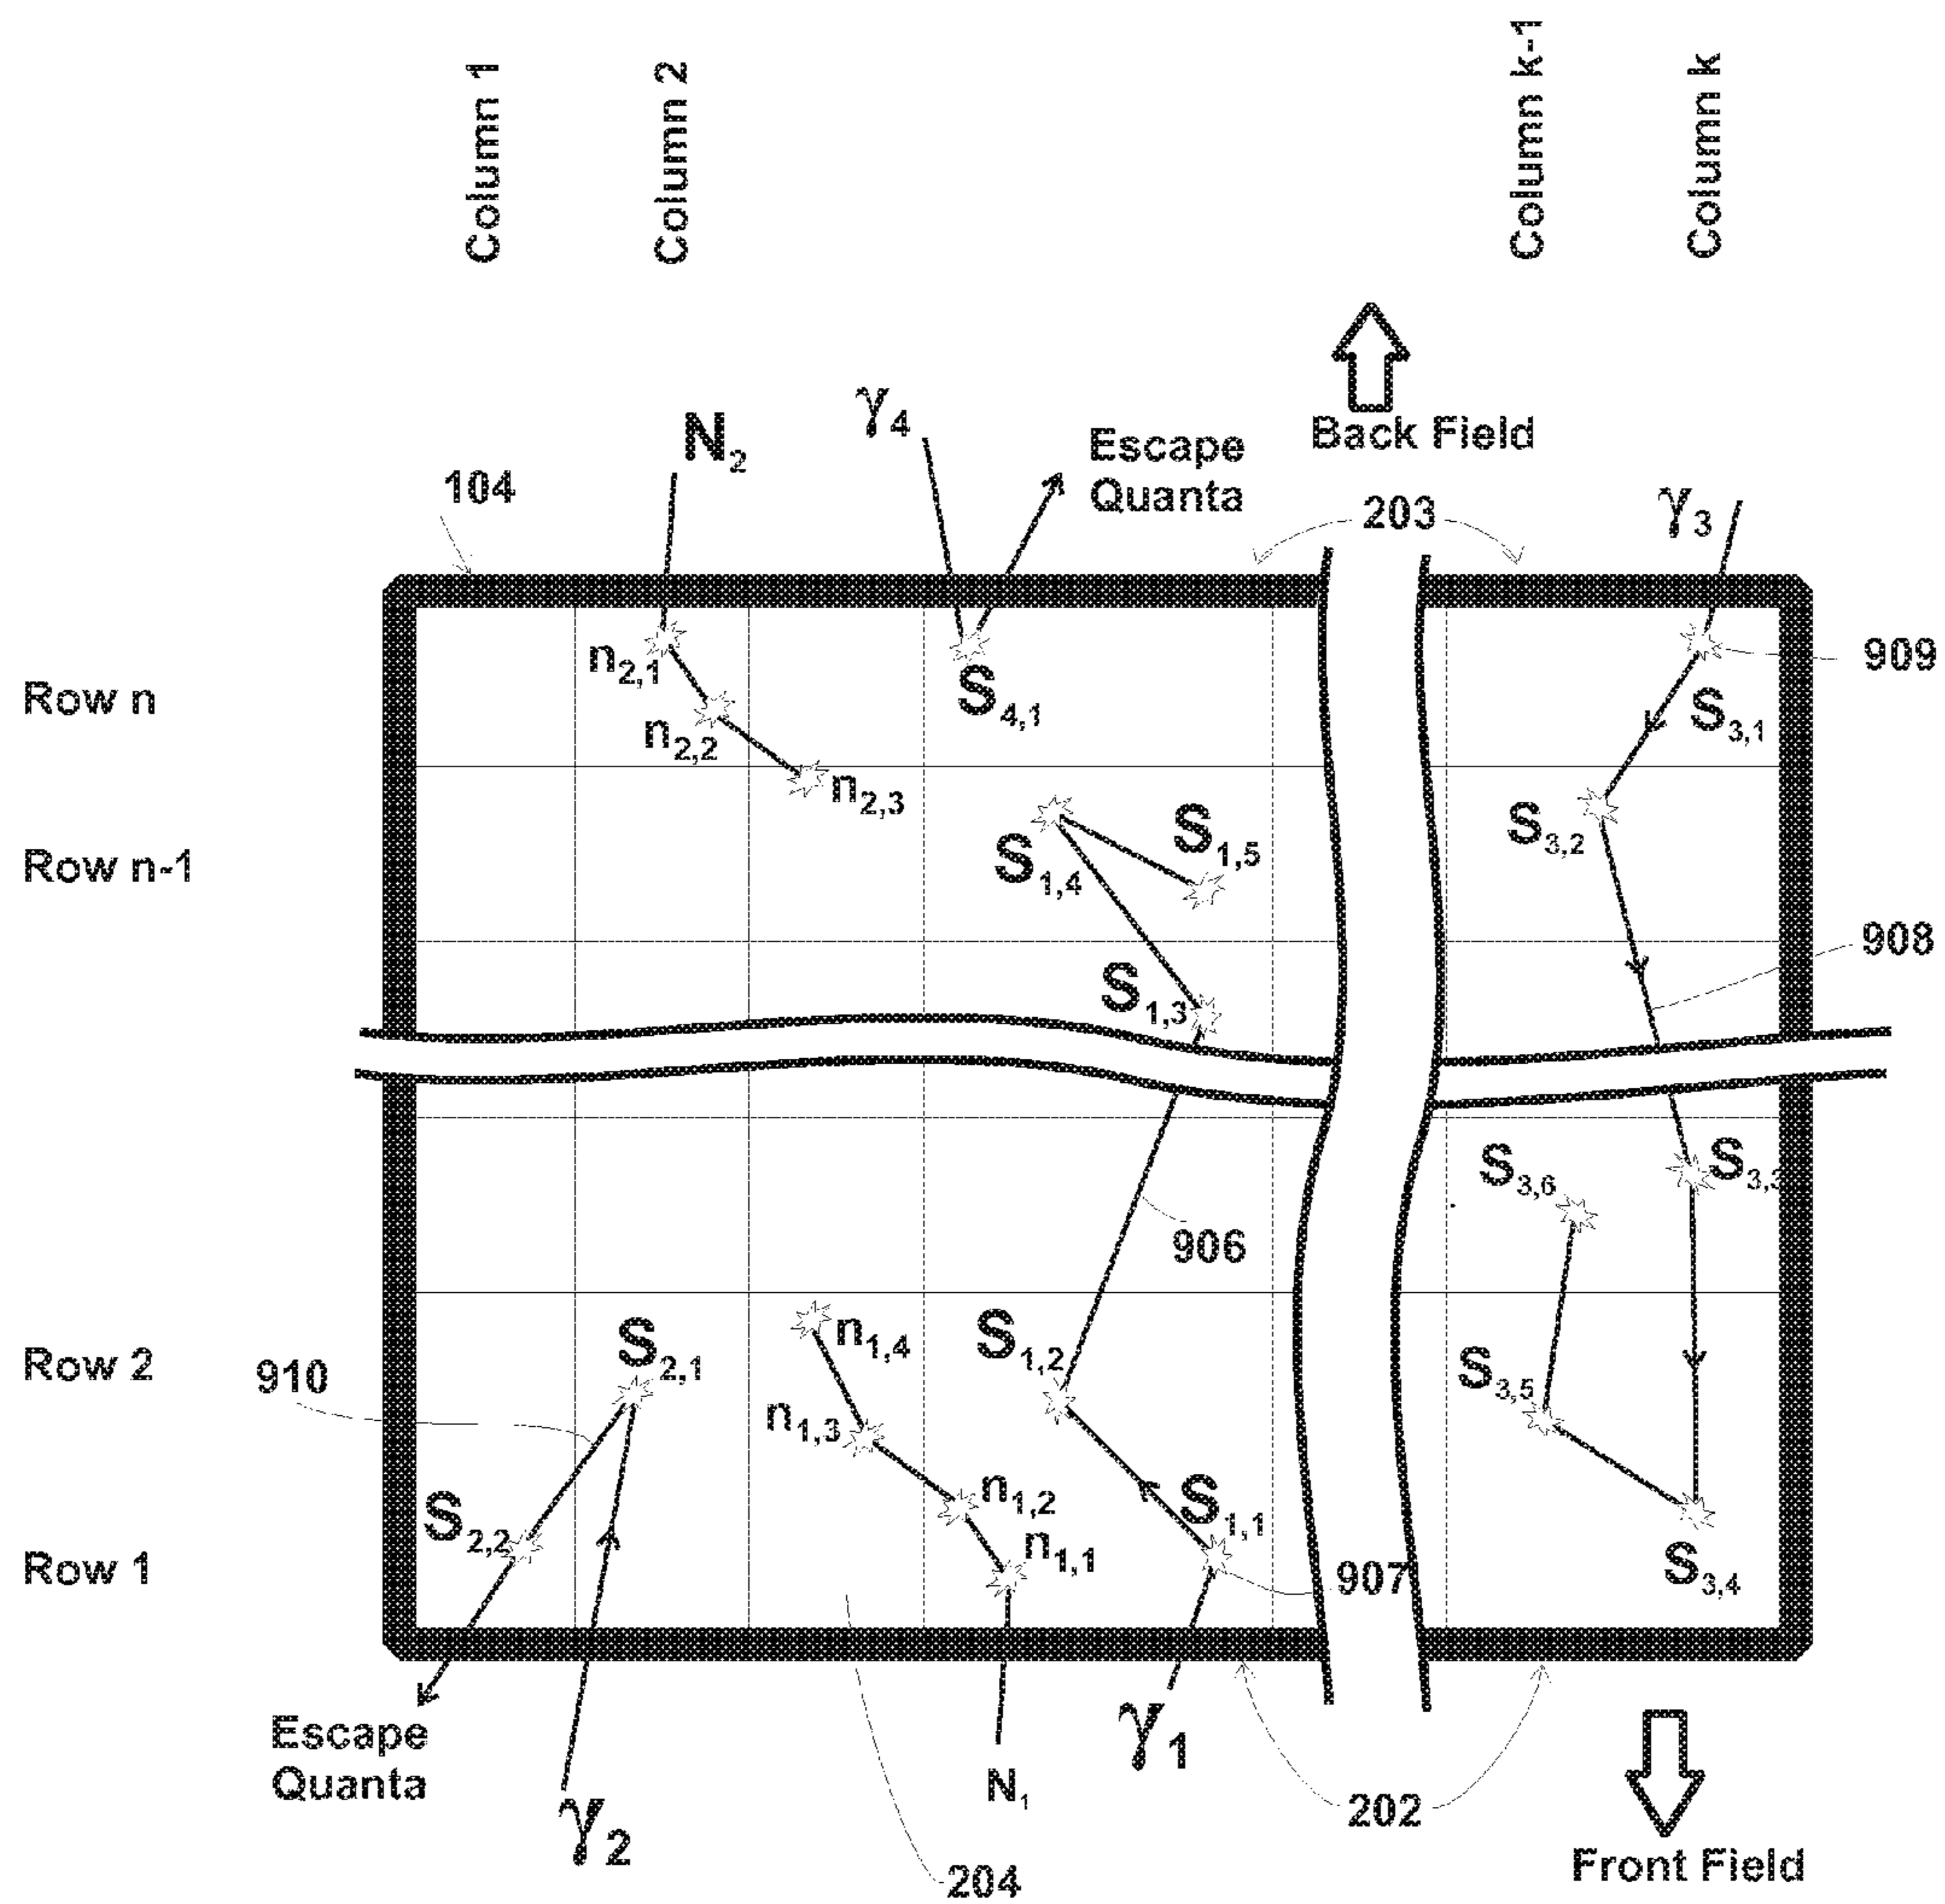 Column 1
Column 2
Column k-1
Column k
Back Field
γ4
N2
Escape
Quanta
104
203
γ3
n2,1
S4,1
909
Row n
S3,1
n2,2
n2,3
S1,5
S3,2
Row n-1
S1,4
908
S1,3
S3,3
S3,6
906
S2,1
n1,4
S1,2
Row 2
910
S3,5
n1,3
n1,2
S1,1
S2,2
n1,1
Row 1
907
S3,4
Escape
Quanta
γ1
N1
γ2
202
Front Field
204